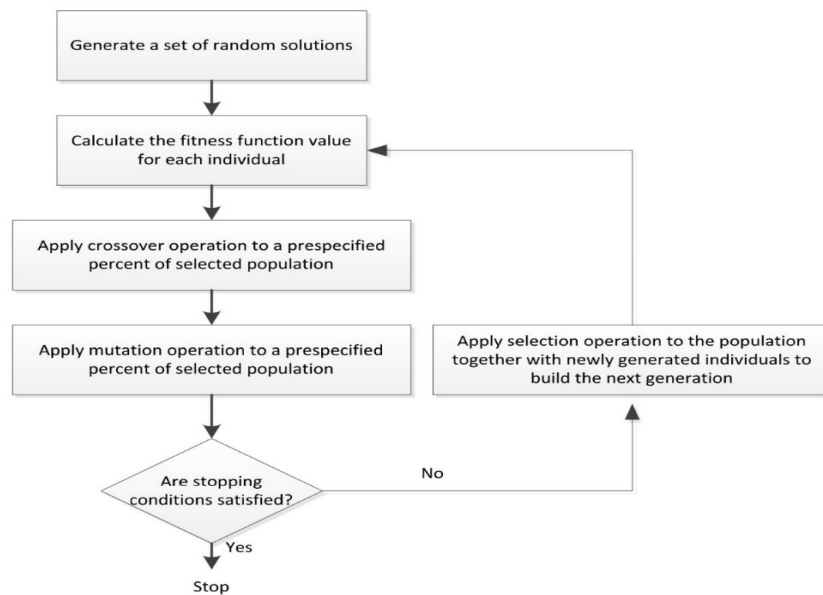 Generate a set of random solutions
Calculate the fitness function value
for each individual
Apply crossover operation to a prespecified
percent of selected population
Apply mutation operation to a prespecified
percent of selected population
Apply selection operation to the population
together with newly generated individuals to
build the next generation
Are stopping
conditions satisfied?
No
Yes
Stop